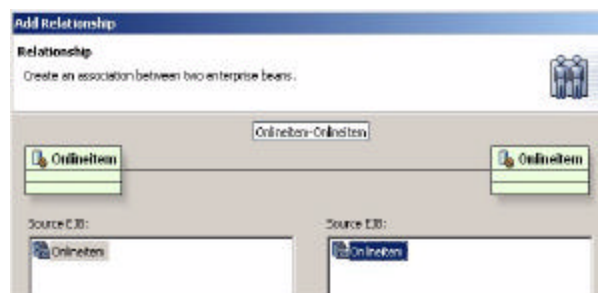 Add Relationship
Relationship
Create an association between two enterprise beans.
OnlineItem-OnlineItem
OnlineItem
OnlineItem
Source EJB:
Source EJB:
OnlineItem
OnlineItem